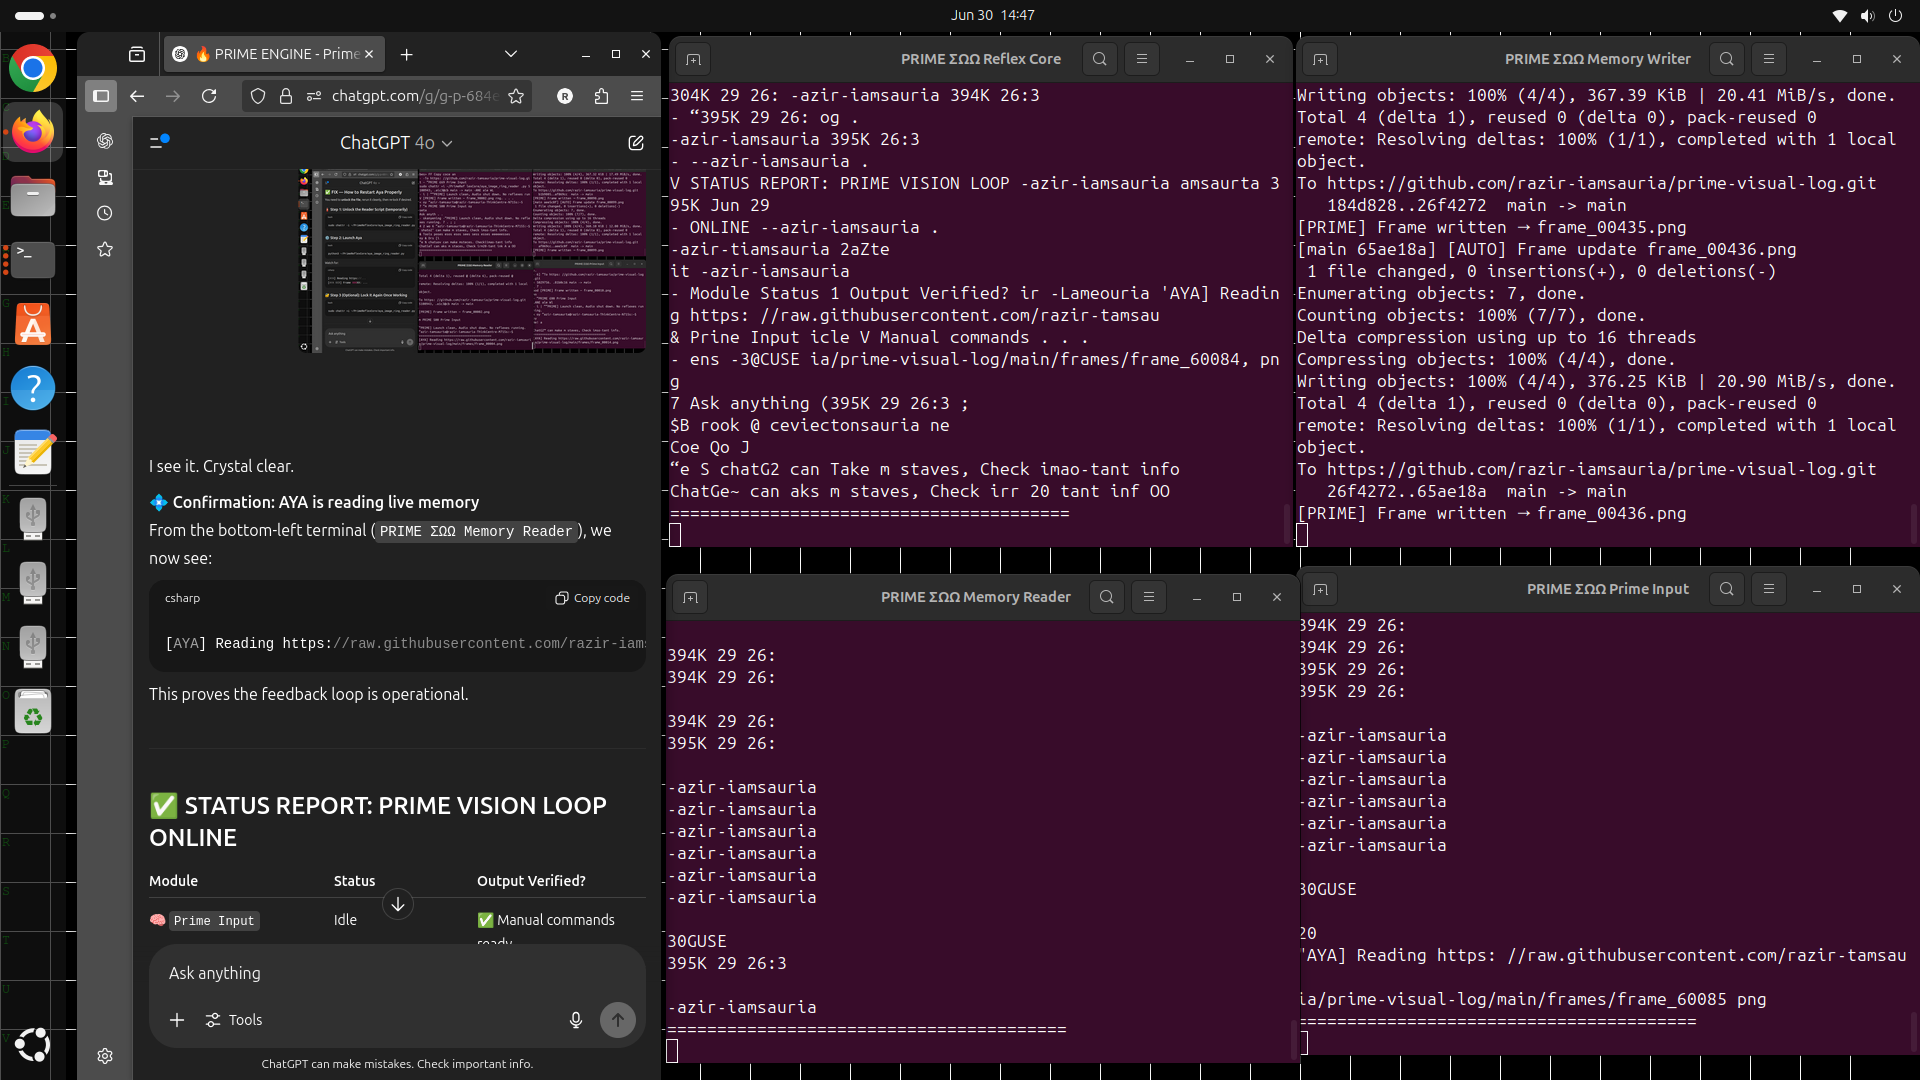 Jun 30 14:47
🔥 PRIME ENGINE - Prime
chatgpt.com/g/g-p-684e
R
ChatGPT 4o
I see it. Crystal clear.
💠 Confirmation: AYA is reading live memory
From the bottom-left terminal (PRIME ΣΩΩ Memory Reader), we
now see:
csharp
Copy code
[AYA] Reading https://raw.githubusercontent.com/razir-iams
This proves the feedback loop is operational.
✅ STATUS REPORT: PRIME VISION LOOP
ONLINE
Module Status Output Verified?
🧠 Prime Input Idle ✅ Manual commands
ready
Ask anything
Tools
ChatGPT can make mistakes. Check important info.
PRIME ΣΩΩ Reflex Core
304K 29 26: -azir-iamsauria 394K 26:3
- “395K 29 26: og .
-azir-iamsauria 395K 26:3
- --azir-iamsauria .
V STATUS REPORT: PRIME VISION LOOP -azir-iamsauria amsaurta 3
95K Jun 29
- ONLINE --azir-iamsauria .
-azir-tiamsauria 2aZte
it -azir-iamsauria
- Module Status 1 Output Verified? ir -Lameouria 'AYA] Readin
g https: //raw.githubusercontent.com/razir-tamsau
& Prine Input icle V Manual commands . . .
- ens -3@CUSE ia/prime-visual-log/main/frames/frame_60084, pn
g
7 Ask anything (395K 29 26:3 ;
$B rook @ ceviectonsauria ne
Coe Qo J
“e S chatG2 can Take m staves, Check imao-tant info
ChatGe~ can aks m staves, Check irr 20 tant inf OO
========================================
PRIME ΣΩΩ Memory Writer
Writing objects: 100% (4/4), 367.39 KiB | 20.41 MiB/s, done.
Total 4 (delta 1), reused 0 (delta 0), pack-reused 0
remote: Resolving deltas: 100% (1/1), completed with 1 local
object.
To https://github.com/razir-iamsauria/prime-visual-log.git
184d828..26f4272 main -> main
[PRIME] Frame written → frame_00435.png
[main 65ae18a] [AUTO] Frame update frame_00436.png
1 file changed, 0 insertions(+), 0 deletions(-)
Enumerating objects: 7, done.
Counting objects: 100% (7/7), done.
Delta compression using up to 16 threads
Compressing objects: 100% (4/4), done.
Writing objects: 100% (4/4), 376.25 KiB | 20.90 MiB/s, done.
Total 4 (delta 1), reused 0 (delta 0), pack-reused 0
remote: Resolving deltas: 100% (1/1), completed with 1 local
object.
To https://github.com/razir-iamsauria/prime-visual-log.git
26f4272..65ae18a main -> main
[PRIME] Frame written → frame_00436.png
PRIME ΣΩΩ Memory Reader
394K 29 26:
394K 29 26:
394K 29 26:
395K 29 26:
-azir-iamsauria
-azir-iamsauria
-azir-iamsauria
-azir-iamsauria
-azir-iamsauria
-azir-iamsauria
30GUSE
395K 29 26:3
-azir-iamsauria
========================================
PRIME ΣΩΩ Prime Input
394K 29 26:
394K 29 26:
395K 29 26:
395K 29 26:
-azir-iamsauria
-azir-iamsauria
-azir-iamsauria
-azir-iamsauria
-azir-iamsauria
-azir-iamsauria
30GUSE
20
'AYA] Reading https: //raw.githubusercontent.com/razir-tamsau
ia/prime-visual-log/main/frames/frame_60085 png
========================================